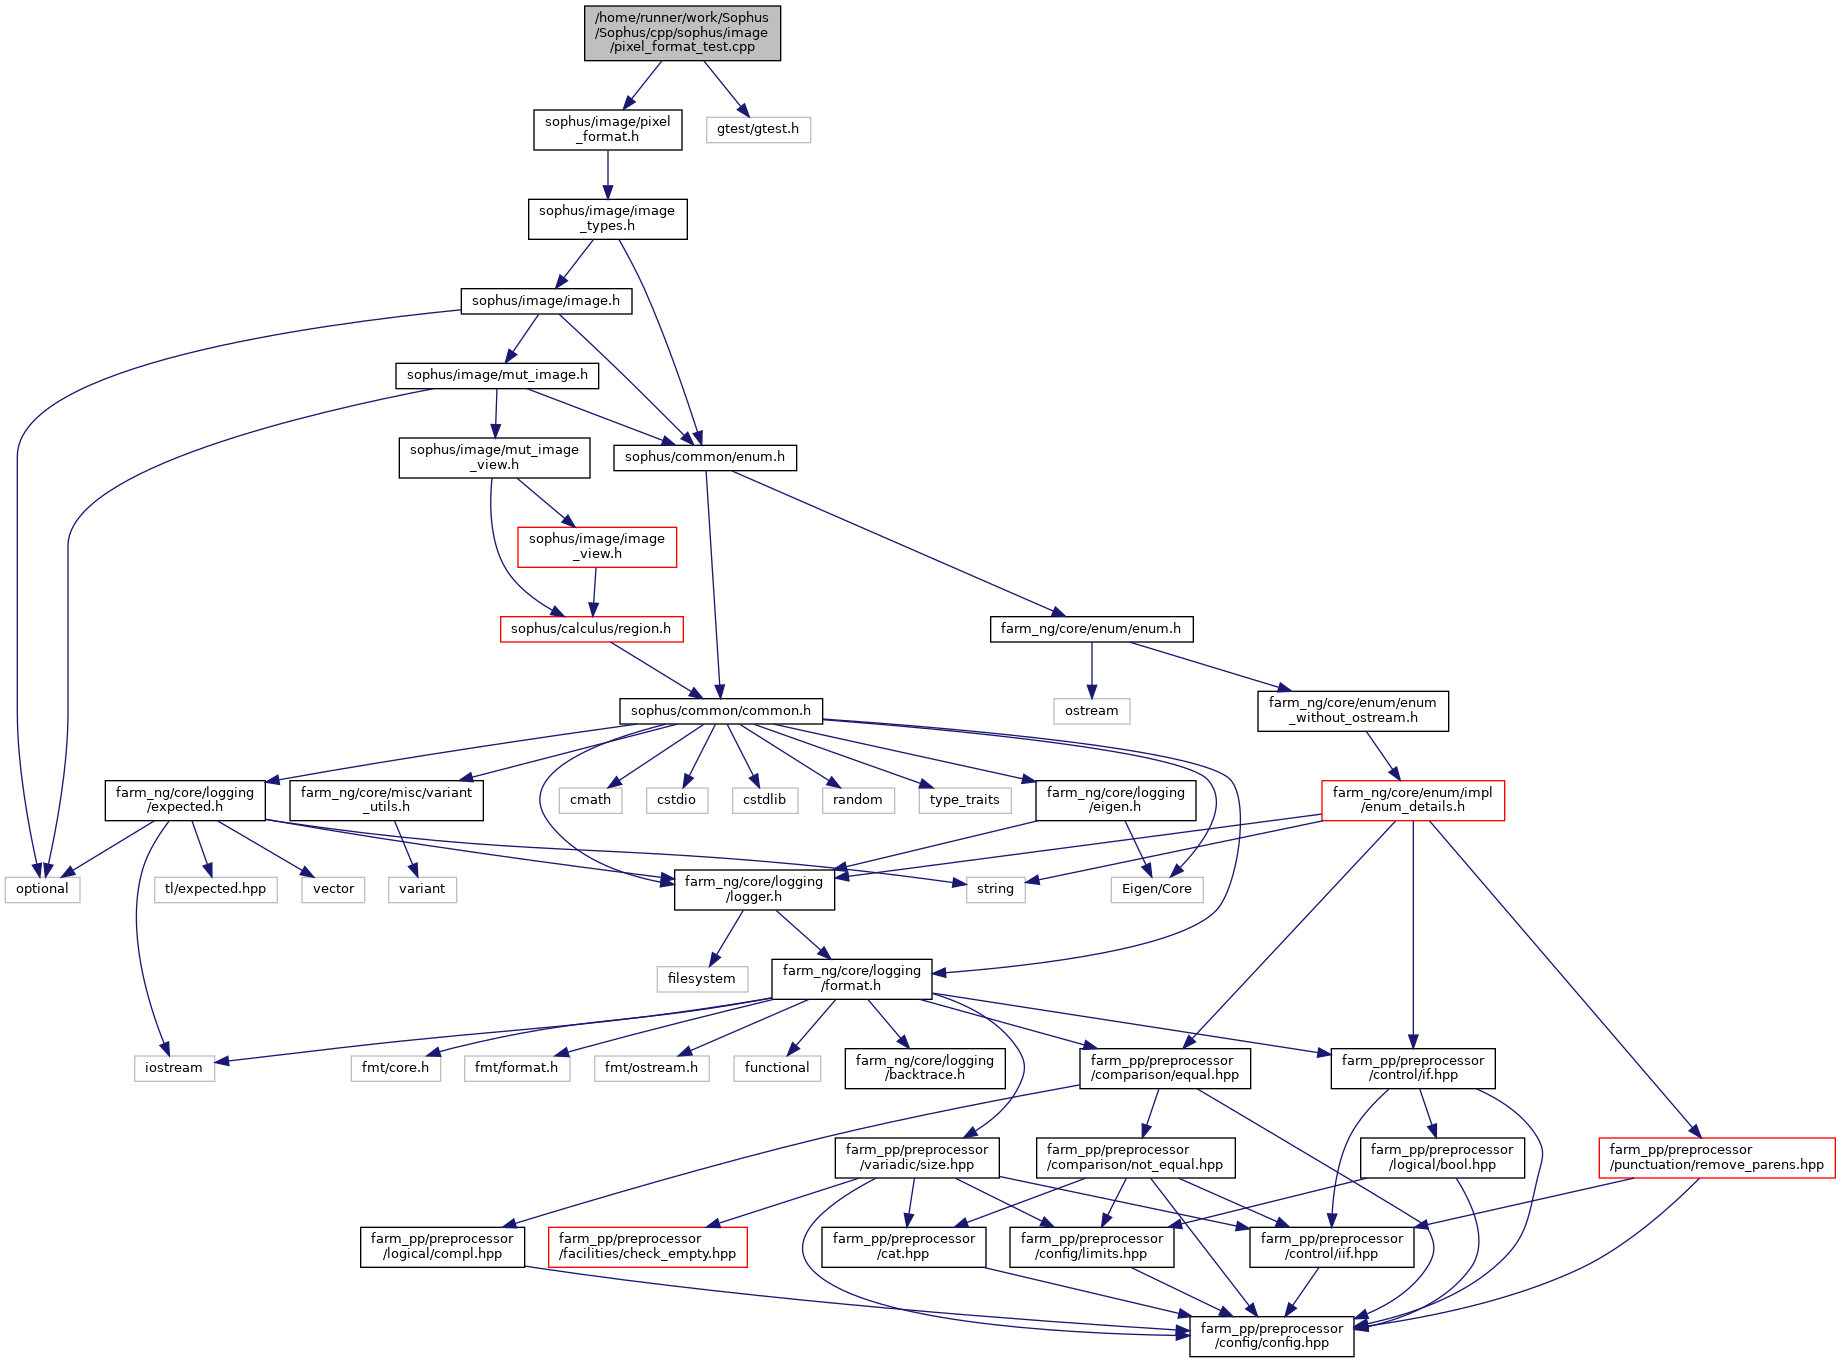 /home/runner/work/Sophus
/Sophus/cpp/sophus/image
/pixel_format_test.cpp
sophus/image/pixel
_format.h
gtest/gtest.h
sophus/image/image
_types.h
sophus/image/image.h
sophus/image/mut_image.h
sophus/image/mut_image
_view.h
sophus/common/enum.h
sophus/image/image
_view.h
sophus/calculus/region.h
farm_ng/core/enum/enum.h
sophus/common/common.h
ostream
farm_ng/core/enum/enum
_without_ostream.h
farm_ng/core/logging
/expected.h
farm_ng/core/misc/variant
_utils.h
cmath
cstdio
cstdlib
random
type_traits
farm_ng/core/logging
/eigen.h
farm_ng/core/enum/impl
/enum_details.h
optional
tl/expected.hpp
vector
variant
farm_ng/core/logging
/logger.h
string
Eigen/Core
filesystem
farm_ng/core/logging
/format.h
iostream
fmt/core.h
fmt/format.h
fmt/ostream.h
functional
farm_ng/core/logging
/backtrace.h
farm_pp/preprocessor
/comparison/equal.hpp
farm_pp/preprocessor
/control/if.hpp
farm_pp/preprocessor
/variadic/size.hpp
farm_pp/preprocessor
/comparison/not_equal.hpp
farm_pp/preprocessor
/logical/bool.hpp
farm_pp/preprocessor
/punctuation/remove_parens.hpp
farm_pp/preprocessor
/logical/compl.hpp
farm_pp/preprocessor
/facilities/check_empty.hpp
farm_pp/preprocessor
/cat.hpp
farm_pp/preprocessor
/config/limits.hpp
farm_pp/preprocessor
/control/iif.hpp
farm_pp/preprocessor
/config/config.hpp